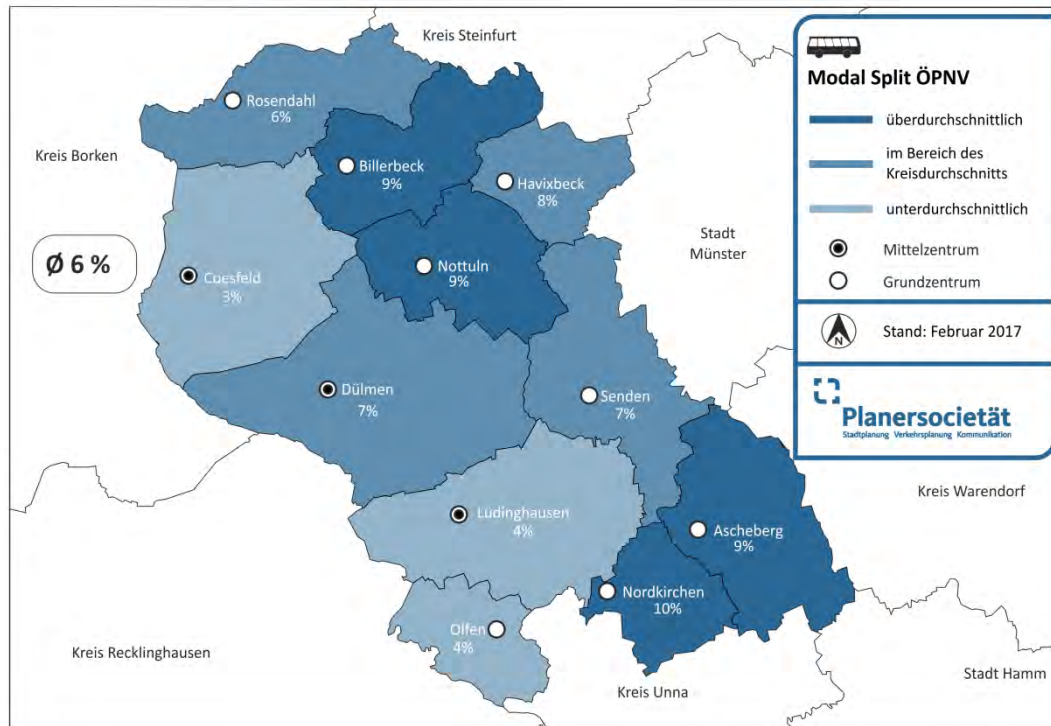 Kreis Steinfurt
Rosendahl
6%
Kreis Borken
Billerbeck
9%
Havixbeck
8%
Stadt
Münster
Ø 6 %
Coesfeld
3%
Nottuln
9%
Dülmen
7%
Senden
7%
Kreis Warendorf
Ludinghausen
4%
Ascheberg
9%
Nordkirchen
10%
Olfen
4%
Kreis Recklinghausen
Kreis Unna
Stadt Hamm
Modal Split ÖPNV
überdurchschnittlich
im Bereich des
Kreisdurchschnitts
unterdurchschnittlich
Mittelzentrum
Grundzentrum
N
Stand: Februar 2017
Planersocietät
Stadtplanung Verkehrsplanung Kommunikation